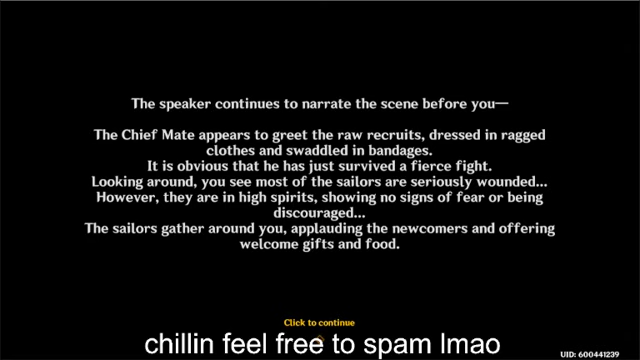 The speaker continues to narrate the scene before you—
The Chief Mate appears to greet the raw recruits, dressed in ragged
clothes and swaddled in bandages.
It is obvious that he has just survived a fierce fight.
Looking around, you see most of the sailors are seriously wounded...
However, they are in high spirits, showing no signs of fear or being
discouraged...
The sailors gather around you, applauding the newcomers and offering
welcome gifts and food.
Click to continue
chillin feel free to spam lmao
UID: 600441239